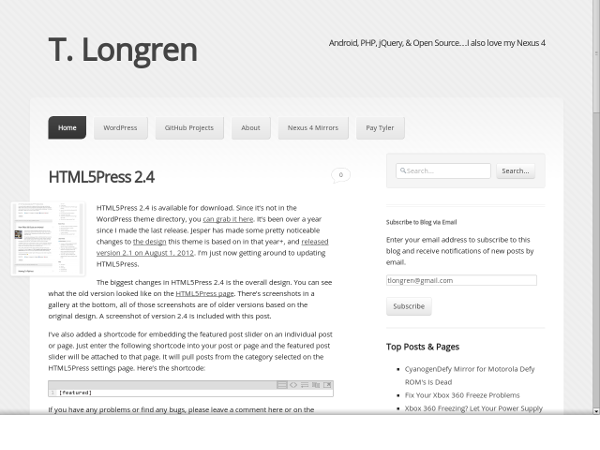 T. Longren
Android, PHP, jQuery, & Open Source....I also love my Nexus 4
Home
WordPress
GitHub Projects
About
Nexus 4 Mirrors
Pay Tyler
HTML5Press 2.4
0
HTML5Press 2.4 is available for download. Since it's not in the
WordPress theme directory, you can grab it here. It's been over a year
since I made the last release. Jesper has made some pretty noticeable
changes to the design this theme is based on in that year+, and released
version 2.1 on August 1, 2012. I'm just now getting around to updating
HTML5Press.
The biggest changes in HTML5Press is the overall design. You can see
what the old version looked like on the HTML5Press page. There's screenshots in a
gallery at the bottom, all of those screenshots are of older versions based on the
original design. A screenshot of version 2.4 is included with this post.
I've also added a shortcode for embedding the featured post slider on an individual post
or page. Just enter the following shortcode into your post or page and the featured post
slider will be attached to that page. It will pull posts from the category selected on the
HTML5Press settings page. Here's the shortcode:
1 [featured]
If you have any problems or find any bugs, please leave a comment here or on the
Search...
Search...
Subscribe to Blog via Email
Enter your email address to subscribe to this
blog and receive notifications of new posts by
email.
tlongren@gmail.com
Subscribe
Top Posts & Pages
CyanogenDefy Mirror for Motorola Defy
ROM's Is Dead
Fix Your Xbox 360 Freeze Problems
Xbox 360 Freezing? Let Your Power Supply